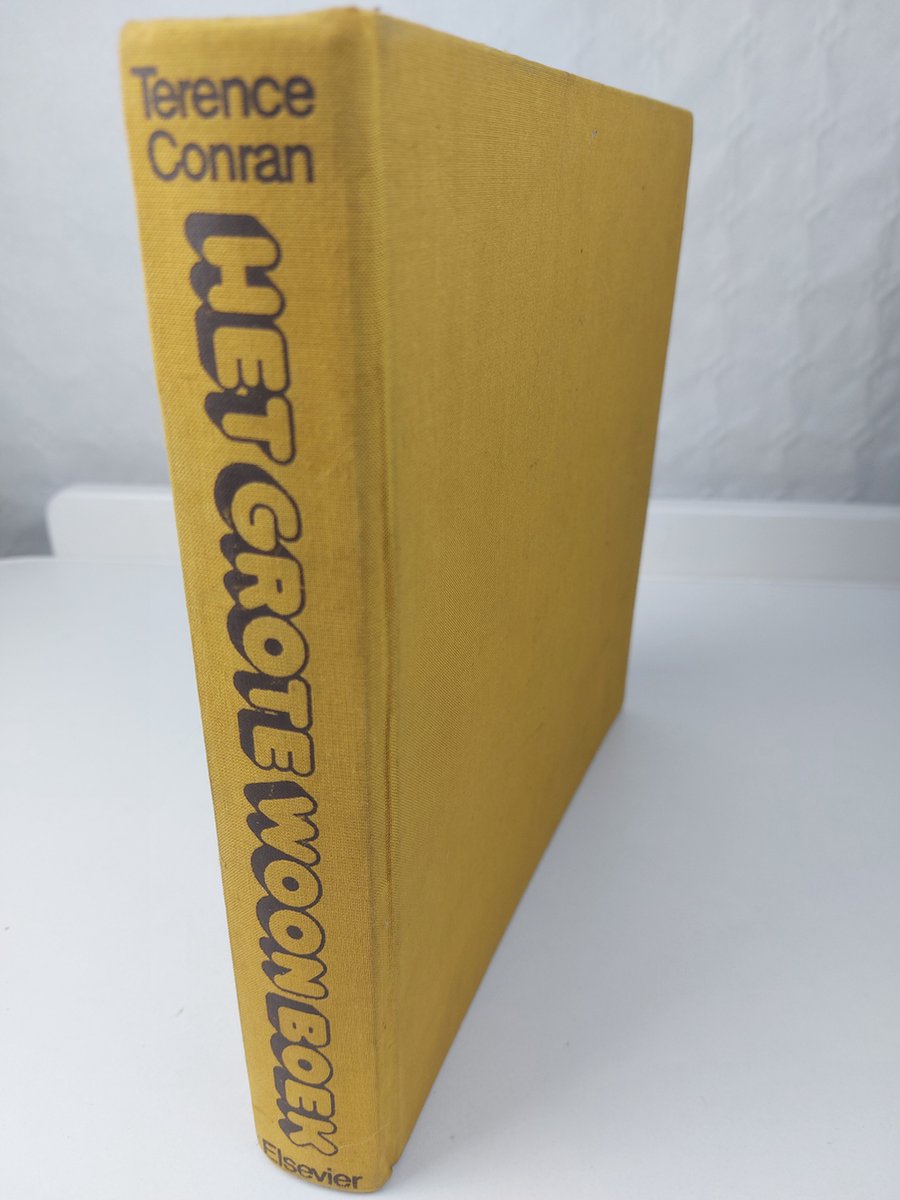 Terence
Conran
HET GROTE WOONBOEK
Elsevier